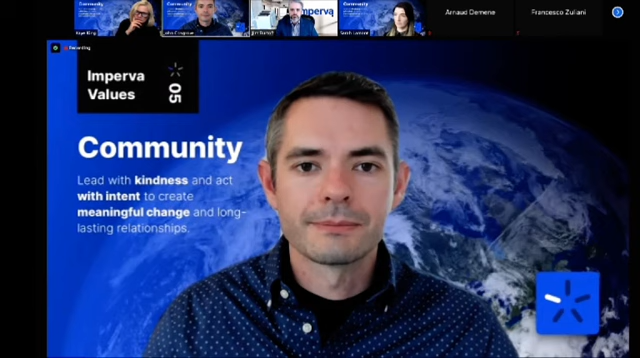 Community
Community
Community
imperva
Arnaud Demene
Francesco Zuliani
Recording
Imperva
Values
05
Community
Lead with kindness and act
with intent to create
meaningful change and long-
lasting relationships.